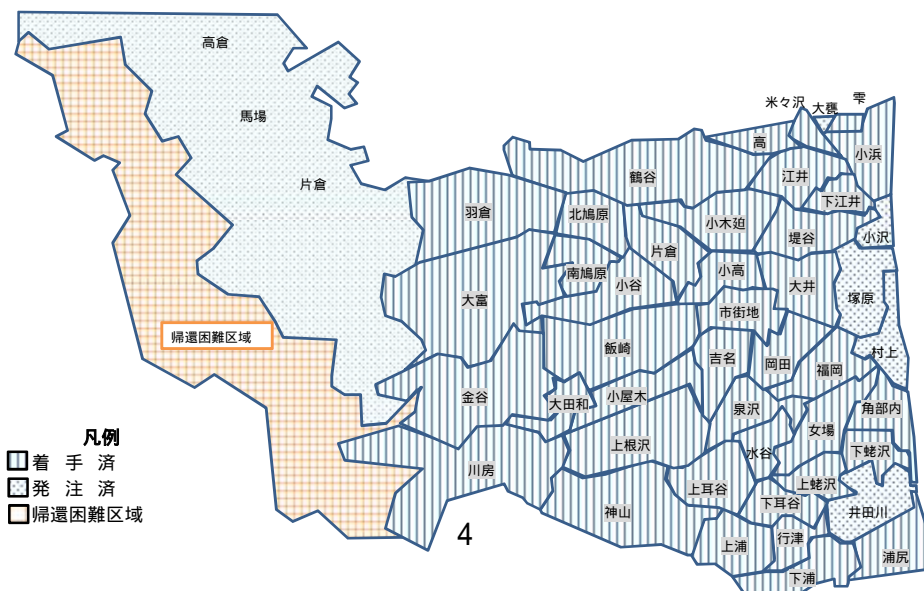 高倉
馬場
片倉
帰還困難区域
米々沢
大甕
雫
高
小浜
江井
鶴谷
下江井
羽倉
北鳩原
小木廹
堤谷
小沢
片倉
南鳩原
小谷
小高
大井
大富
塚原
市街地
飯崎
吉名
岡田
福岡
村上
金谷
大田和
小屋木
泉沢
女場
角部内
上根沢
水谷
下蛯沢
川房
上耳谷
上蛯沢
下耳谷
井田川
神山
上浦
行津
浦尻
下浦
凡例
着 手 済
発 注 済
帰還困難区域
4